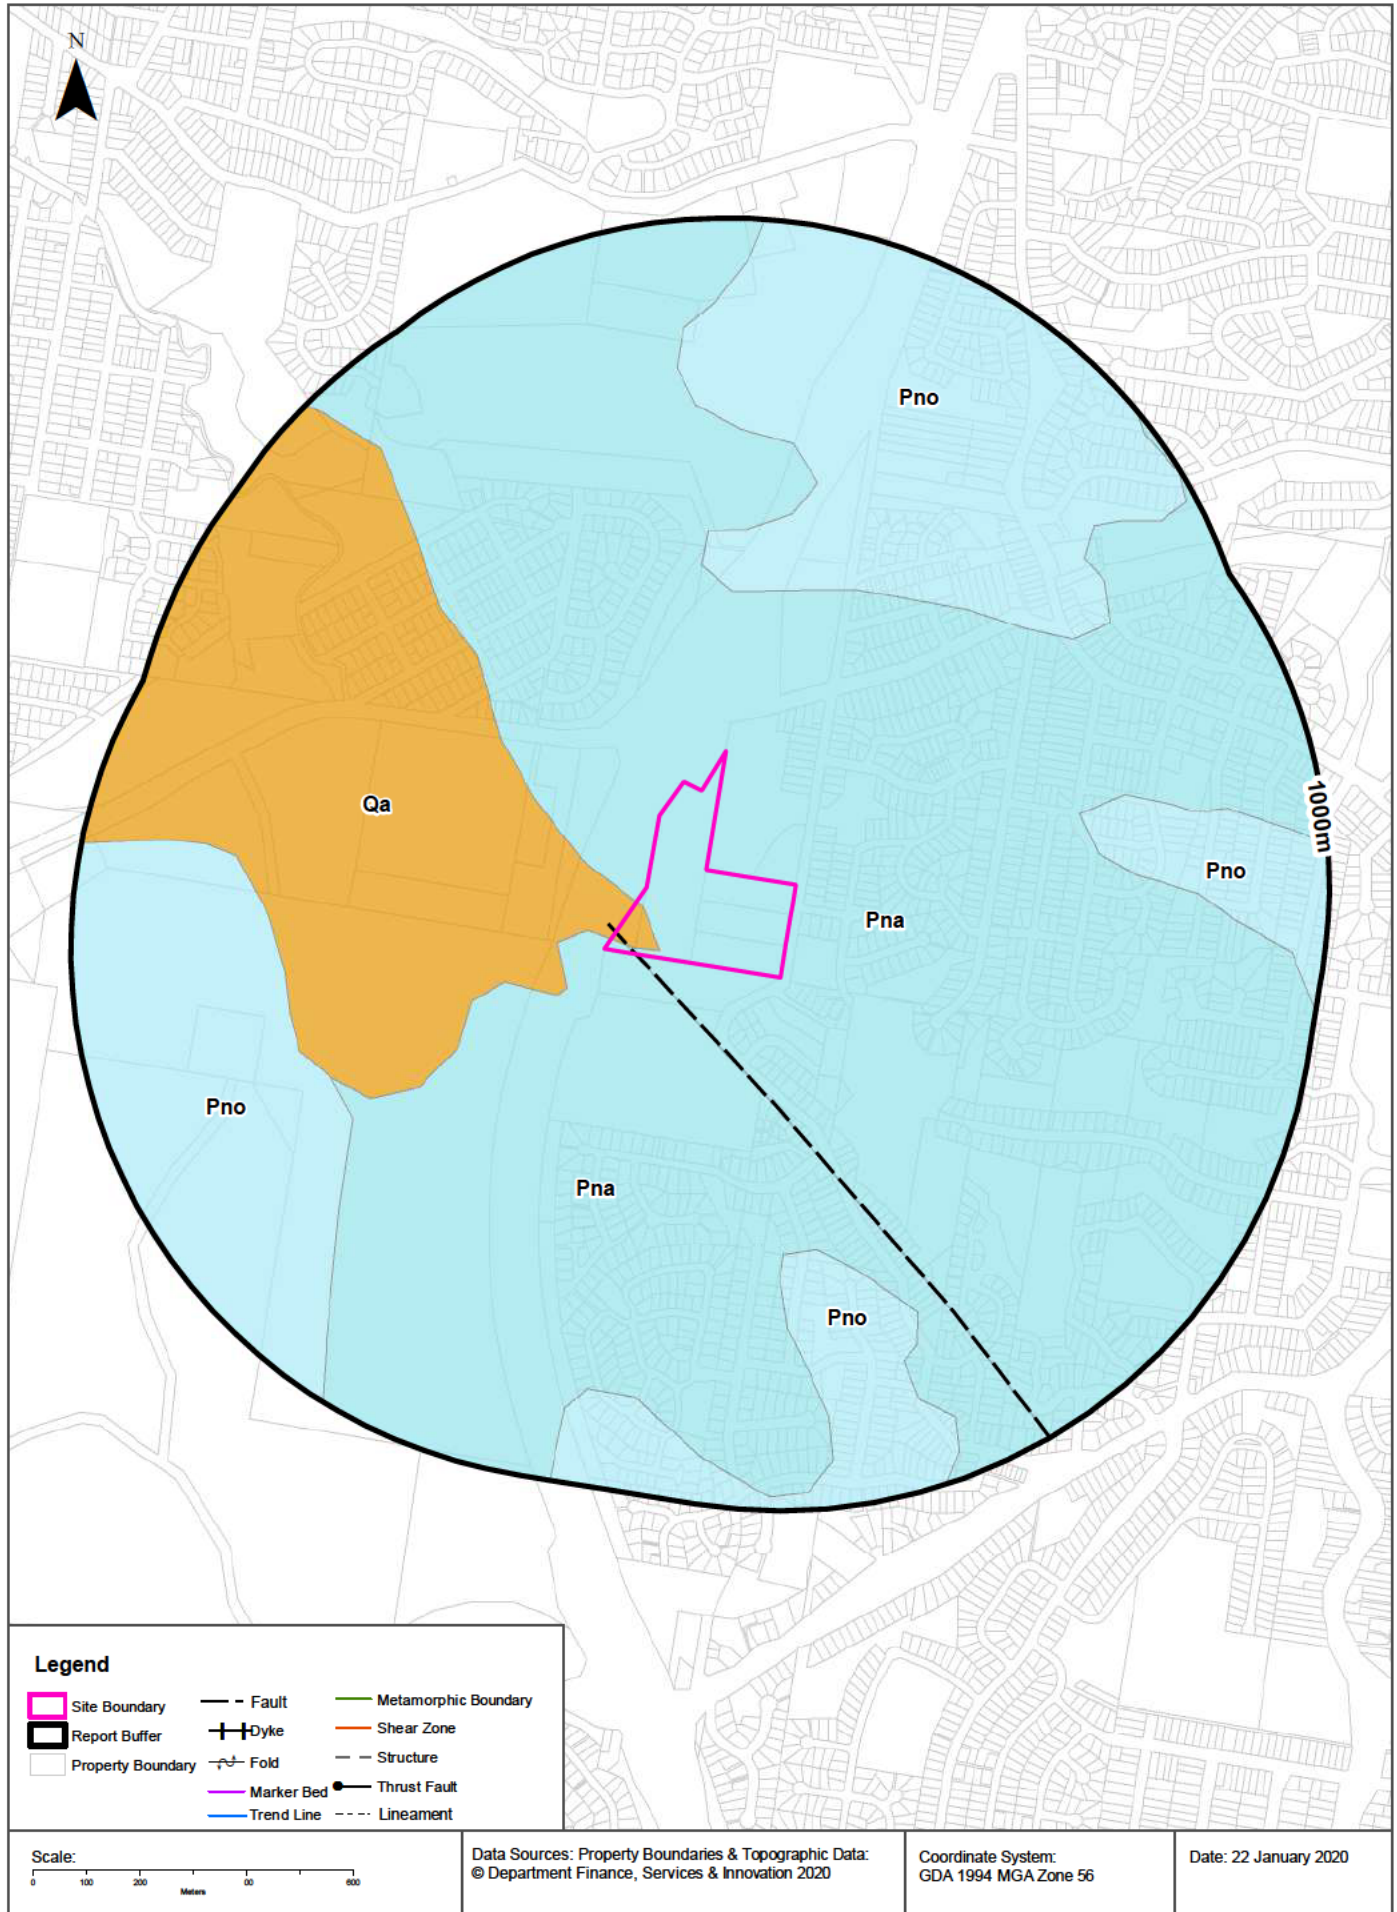 N
Pno
1000m
Qa
Pno
Pna
Pno
Pna
Pno
Legend
Site Boundary
Report Buffer
Property Boundary
Fault
Dyke
Fold
Marker Bed
Trend Line
Metamorphic Boundary
Shear Zone
Structure
Thrust Fault
Lineament
Scale:
0 100 200 00 600
Meters
Data Sources: Property Boundaries & Topographic Data:
© Department Finance, Services & Innovation 2020
Coordinate System:
GDA 1994 MGA Zone 56
Date: 22 January 2020